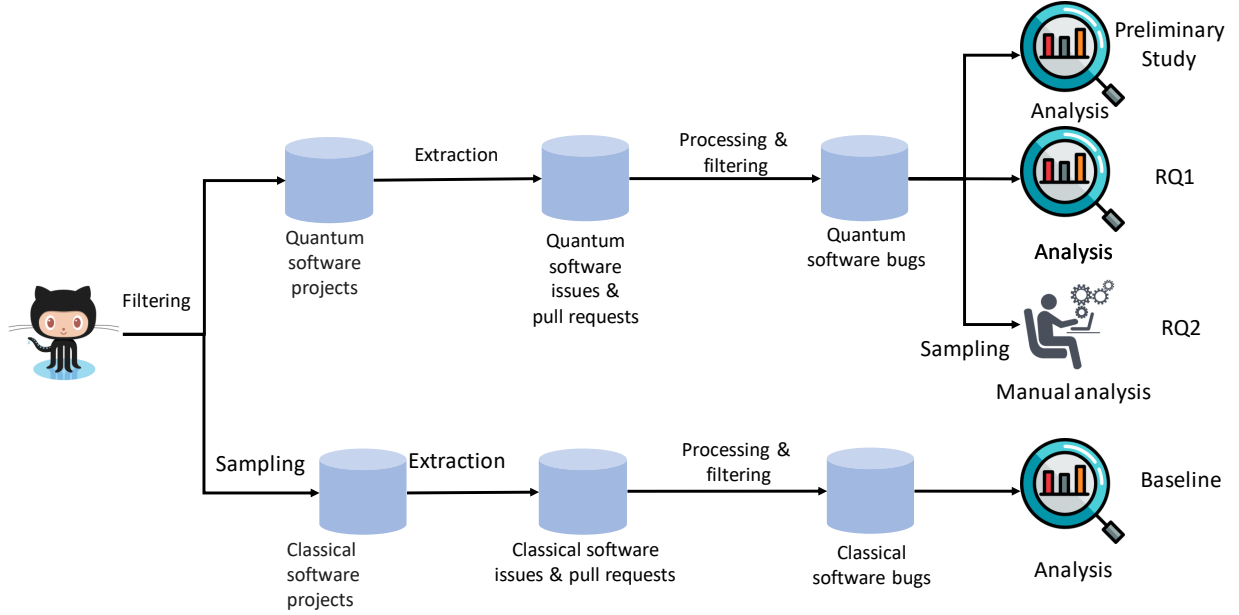 Preliminary
Study
Analysis
Processing &
filtering
Extraction
RQ1
Quantum
software
projects
Quantum
software
issues &
pull requests
Quantum
software bugs
Analysis
Filtering
RQ2
Sampling
Manual analysis
Sampling
Extraction
Processing &
filtering
Baseline
Classical
software
projects
Classical software
issues & pull requests
Classical
software bugs
Analysis